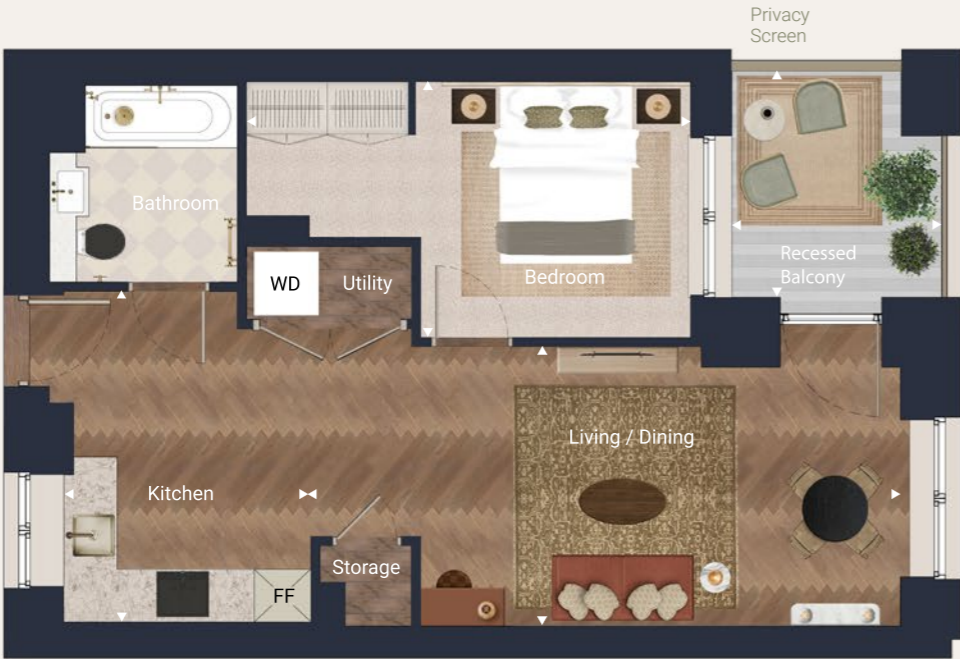 Privacy
Screen
Bathroom
WD
Utility
Bedroom
Recessed
Balcony
Living / Dining
Kitchen
Storage
FF